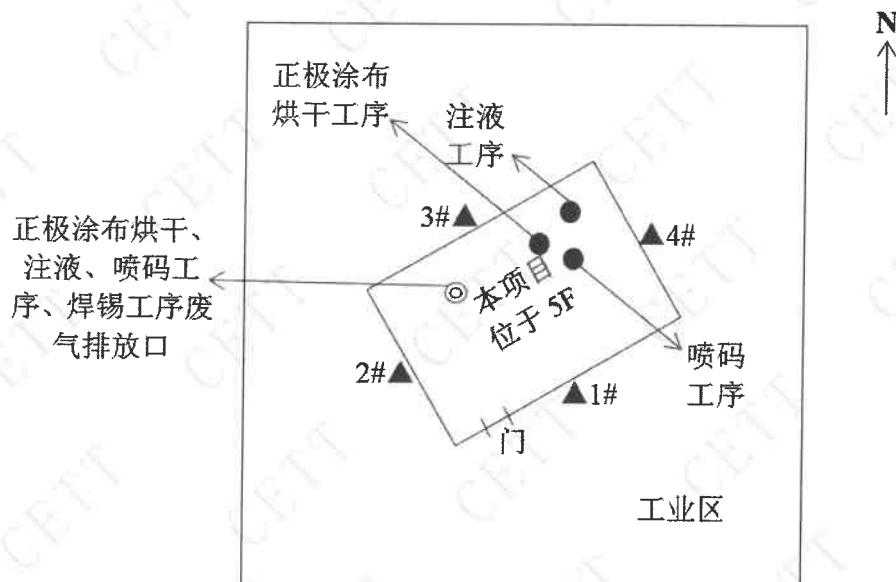 N
正极涂布
烘干工序
注液
工序
3#
4#
正极涂布烘干、
注液、喷码工
序、焊锡工序废
气排放口
本项目
位于 5F
2#
1#
喷码
工序
门
工业区
CETT